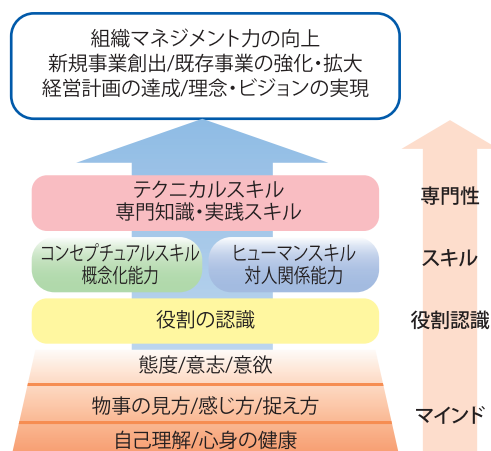 組織マネジメント力の向上
新規事業創出/既存事業の強化・拡大
経営計画の達成/理念・ビジョンの実現
テクニカルスキル
専門知識・実践スキル
専門性
コンセプチュアルスキル
概念化能力
ヒューマンスキル
対人関係能力
スキル
役割の認識
役割認識
態度/意志/意欲
物事の見方/感じ方/捉え方
マインド
自己理解/心身の健康